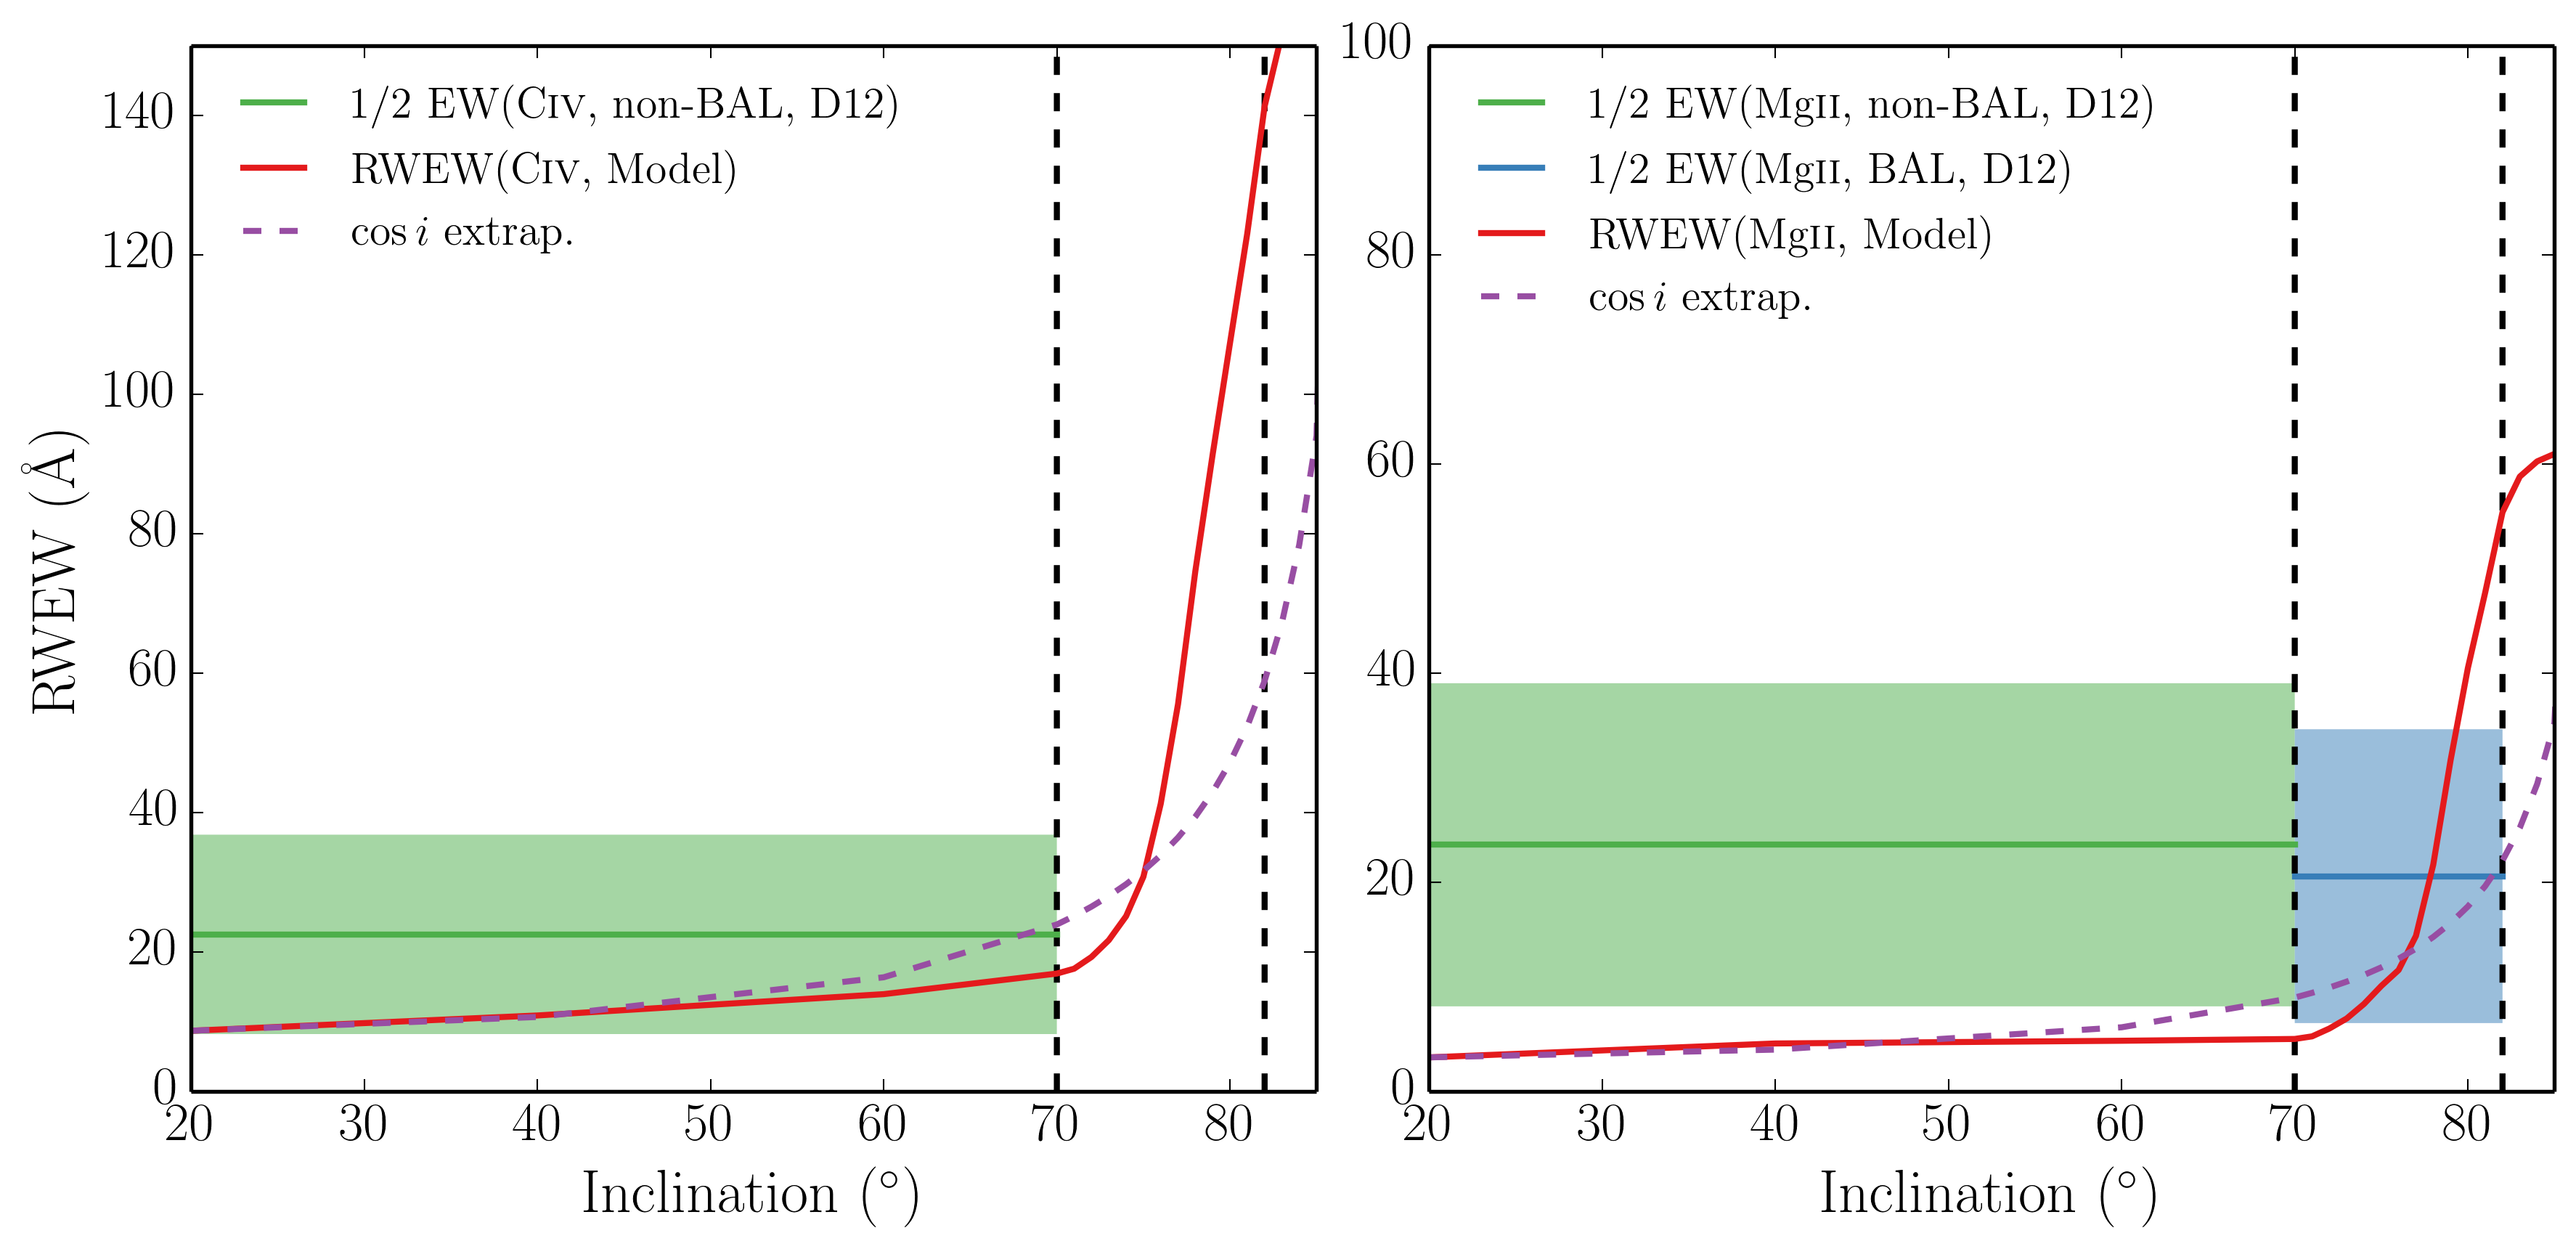 RWEW (Å)
140
120
100
80
60
40
20
0
1/2 EW(CIV, non-BAL, D12)
RWEW(CIV, Model)
cos i extrap.
20 30 40 50 60 70 80
Inclination (°)
100
80
60
40
20
0
1/2 EW(MgII, non-BAL, D12)
1/2 EW(MgII, BAL, D12)
RWEW(MgII, Model)
cos i extrap.
20 30 40 50 60 70 80
Inclination (°)